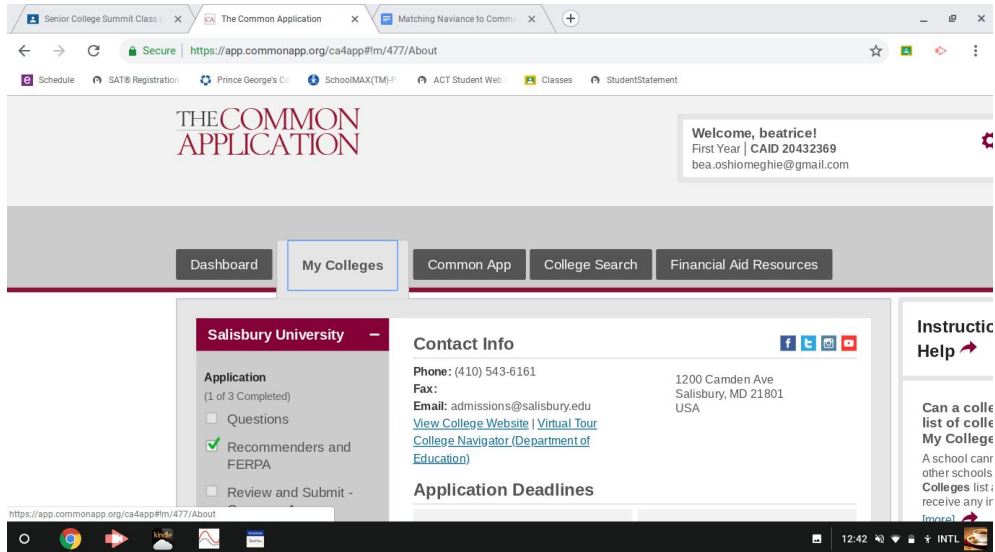 Senior College Summit Class
The Common Application
Matching Naviance to Comm
Secure
https://app.commonapp.org/ca4app#!m/477/About
Schedule
SAT® Registration
Prince George's Co
SchoolMAX(TM)-P
ACT Student Web
Classes
StudentStatement
THE COMMON
APPLICATION
Welcome, beatrice!
First Year | CAID 20432369
bea.oshiomeghie@gmail.com
Dashboard
My Colleges
Common App
College Search
Financial Aid Resources
Salisbury University
Application
(1 of 3 Completed)
Questions
Recommenders and
FERPA
Review and Submit -
Contact Info
Phone: (410) 543-6161
Fax:
Email: admissions@salisbury.edu
View College Website | Virtual Tour
College Navigator (Department of
Education)
1200 Camden Ave
Salisbury, MD 21801
USA
Application Deadlines
Instructio
Help
Can a colle
list of colle
My College
A school cann
other schools
Colleges list a
receive any in
[more]
https://app.commonapp.org/ca4app#!m/477/About
kindle
12:42
INTL